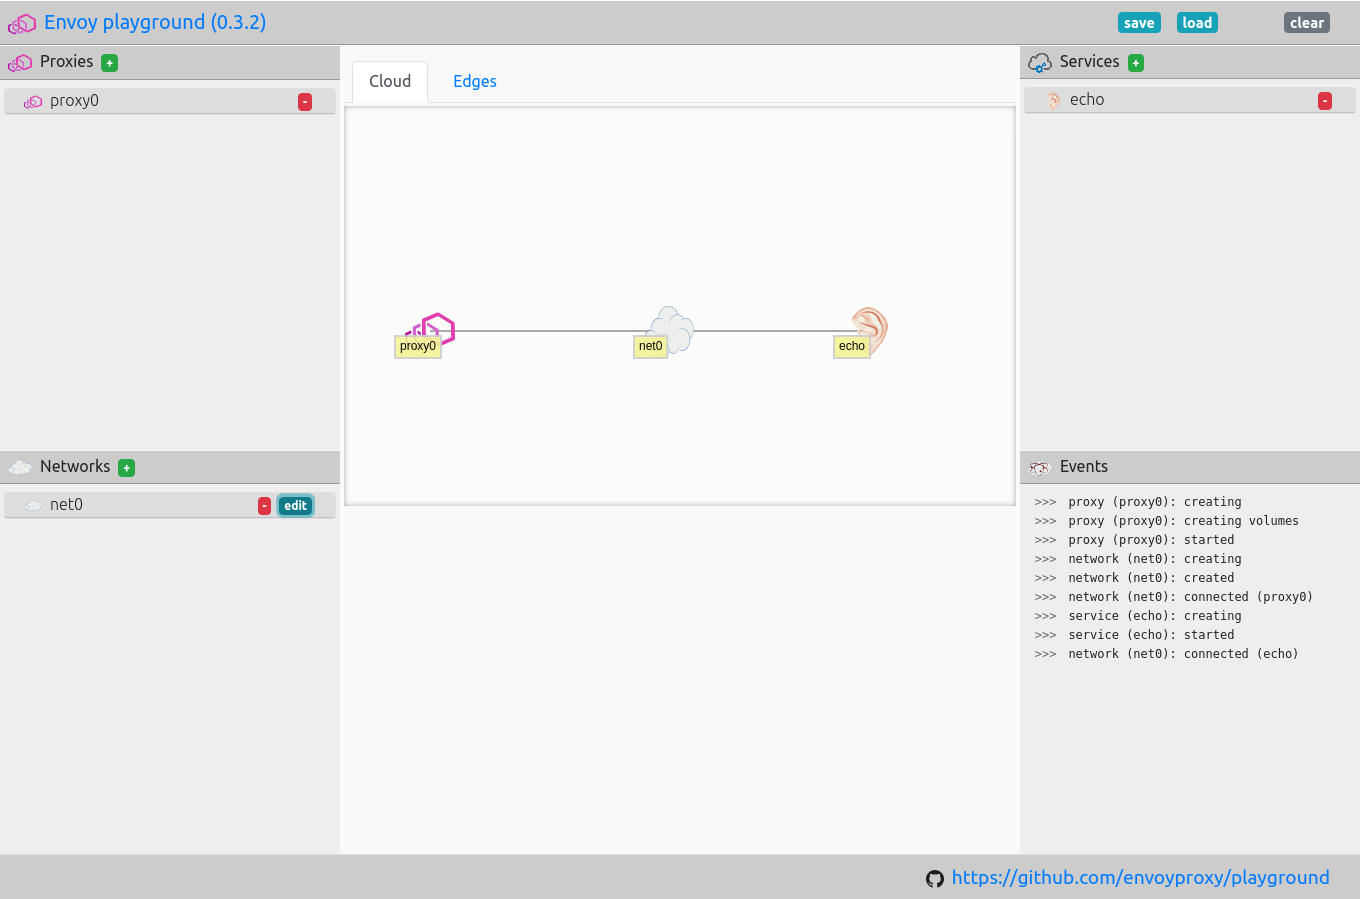 Envoy playground (0.3.2)
save
load
clear
Proxies +
proxy0 -
Networks +
net0 - edit
Cloud
Edges
proxy0
net0
echo
Services +
echo -
Events
>>> proxy (proxy0): creating
>>> proxy (proxy0): creating volumes
>>> proxy (proxy0): started
>>> network (net0): creating
>>> network (net0): created
>>> network (net0): connected (proxy0)
>>> service (echo): creating
>>> service (echo): started
>>> network (net0): connected (echo)
https://github.com/envoyproxy/playground